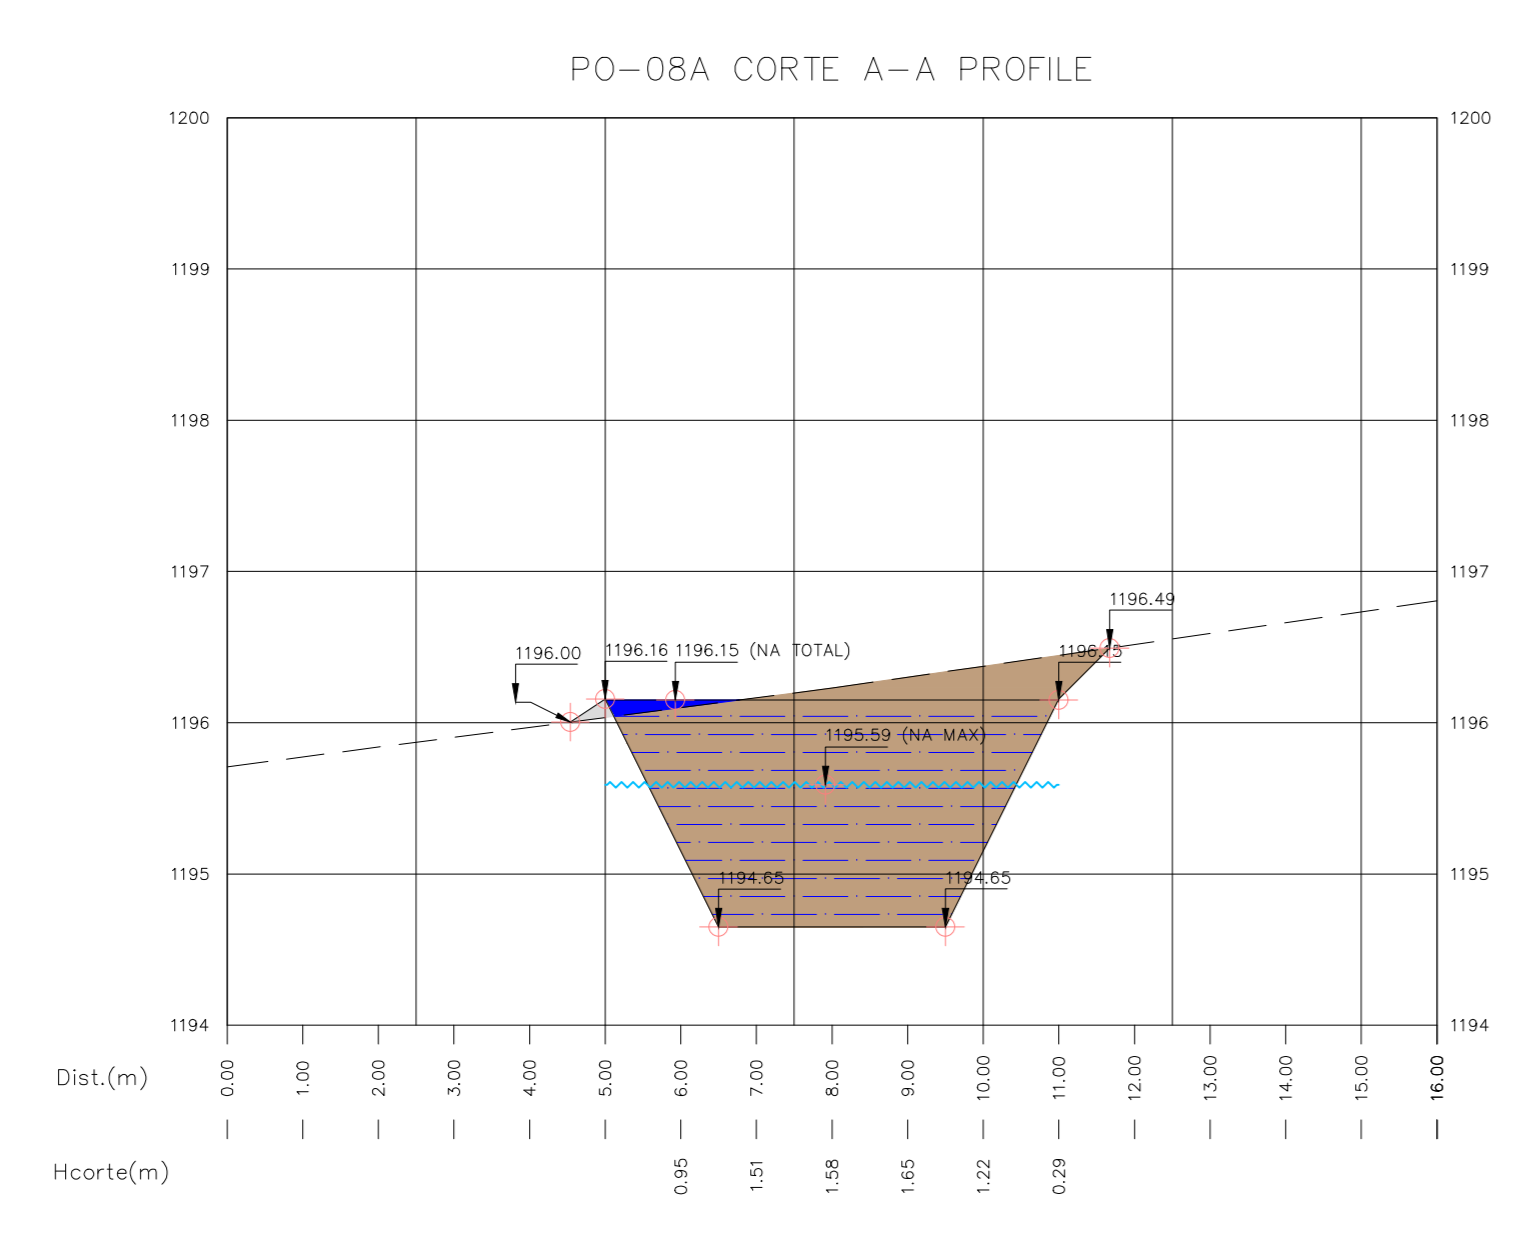 PO-08A CORTE A-A PROFILE
1200 1200
1199 1199
1198 1198
1197 1197
1196.49
1196.00 1196.16 1196.15 (NA TOTAL) 1196.15
1196 1196
1195.59 (NA MAX)
1195 1194.65 1194.65 1195
1194 1194
Dist.(m) 0.00 1.00 2.00 3.00 4.00 5.00 6.00 7.00 8.00 9.00 10.00 11.00 12.00 13.00 14.00 15.00 16.00
Hcorte(m) 0.95 1.51 1.58 1.65 1.22 0.29